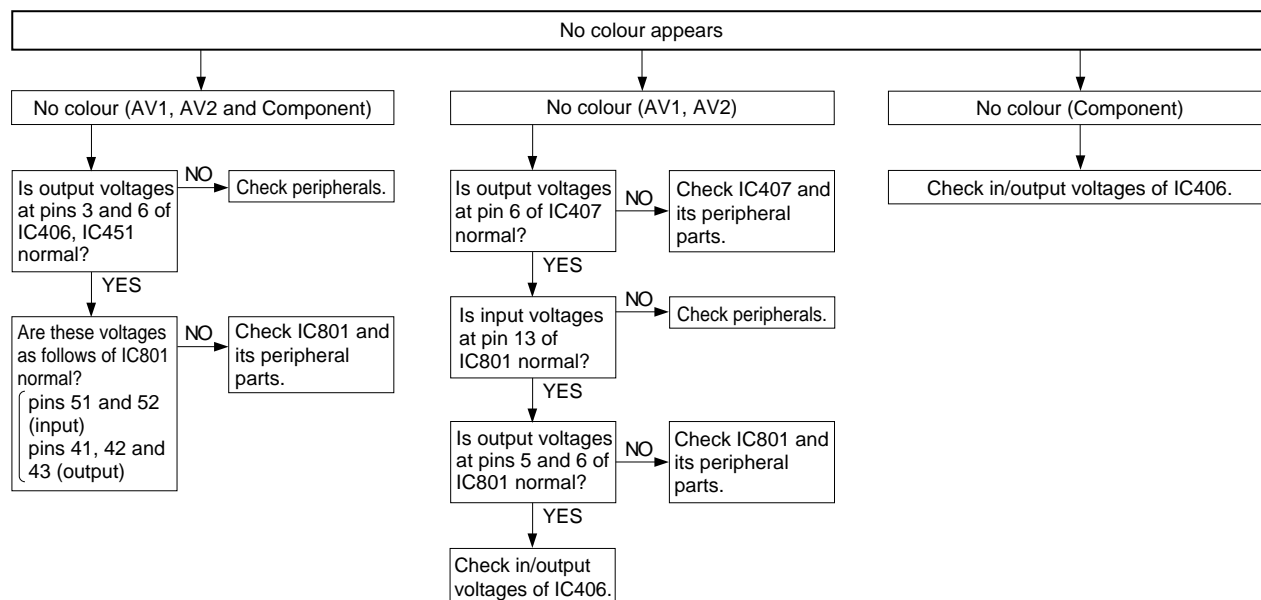 No colour appears
No colour (AV1, AV2 and Component)
Is output voltages
at pins 3 and 6 of
IC406, IC451
normal?
NO
Check peripherals.
YES
Are these voltages
as follows of IC801
normal?
pins 51 and 52
(input)
pins 41, 42 and
43 (output)
NO
Check IC801 and
its peripheral
parts.
No colour (AV1, AV2)
Is output voltages
at pin 6 of IC407
normal?
NO
Check IC407 and
its peripheral
parts.
YES
Is input voltages
at pin 13 of
IC801 normal?
NO
Check peripherals.
YES
Is output voltages
at pins 5 and 6 of
IC801 normal?
NO
Check IC801 and
its peripheral
parts.
YES
Check in/output
voltages of IC406.
No colour (Component)
Check in/output voltages of IC406.